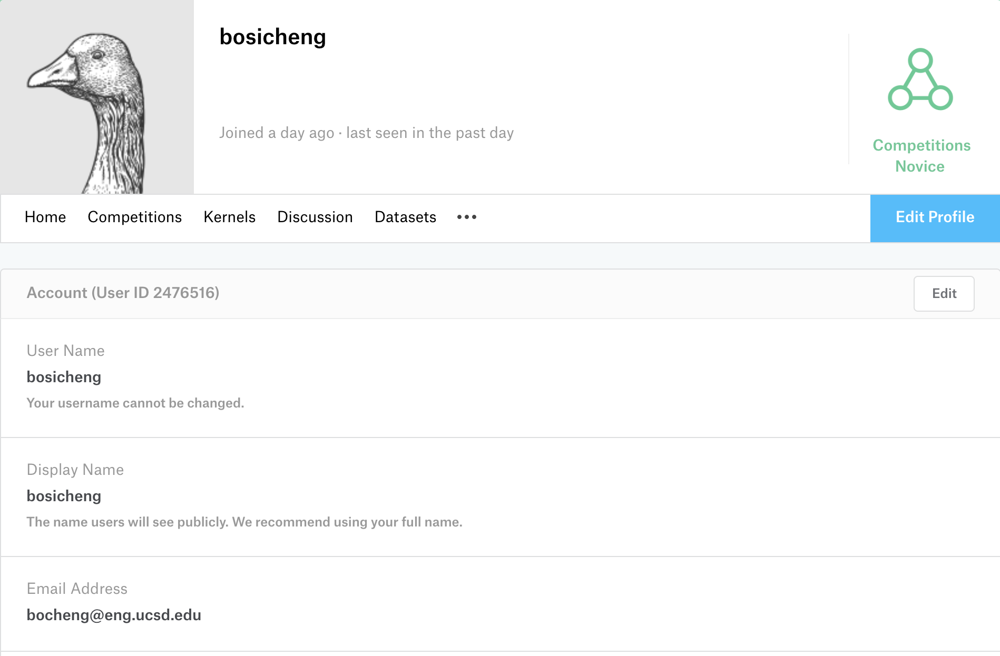 bosicheng
Joined a day ago · last seen in the past day
Competitions
Novice
Home Competitions Kernels Discussion Datasets •••
Edit Profile
Account (User ID 2476516)
Edit
User Name
bosicheng
Your username cannot be changed.
Display Name
bosicheng
The name users will see publicly. We recommend using your full name.
Email Address
bocheng@eng.ucsd.edu